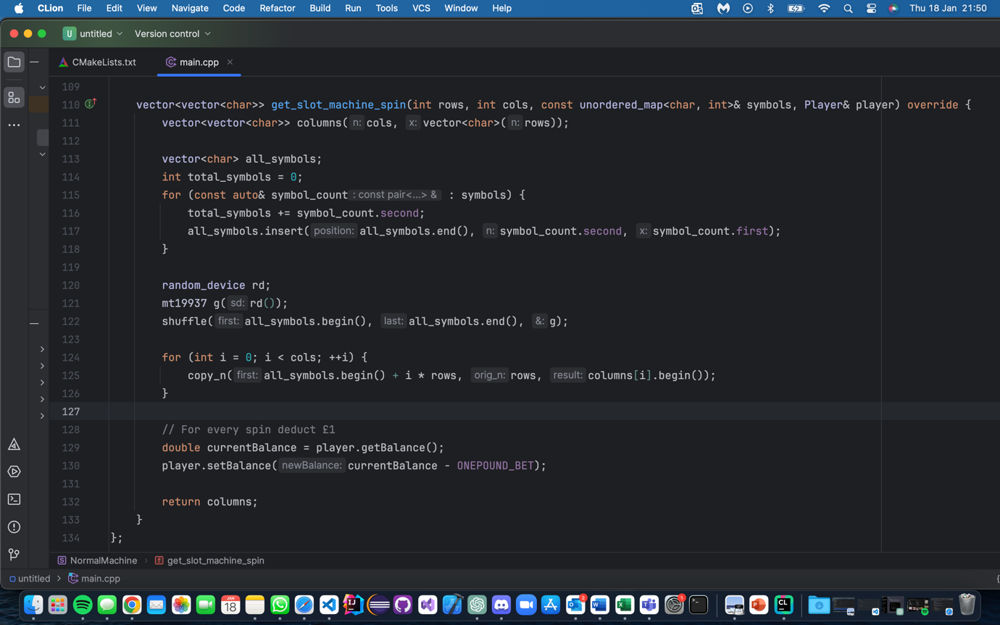 CLion File Edit View Navigate Code Refactor Build Run Tools VCS Window Help Thu 18 Jan 21:50
U untitled Version control
CMakeLists.txt main.cpp
109
110 vector<vector<char>> get_slot_machine_spin(int rows, int cols, const unordered_map<char, int>& symbols, Player& player) override {
111 vector<vector<char>> columns( n: cols, x: vector<char>( n: rows));
112
113 vector<char> all_symbols;
114 int total_symbols = 0;
115 for (const auto& symbol_count : const pair<...> & : symbols) {
116 total_symbols += symbol_count.second;
117 all_symbols.insert( position: all_symbols.end(), n: symbol_count.second, x: symbol_count.first);
118 }
119
120 random_device rd;
121 mt19937 g( sd: rd());
122 shuffle( first: all_symbols.begin(), last: all_symbols.end(), &: g);
123
124 for (int i = 0; i < cols; ++i) {
125 copy_n( first: all_symbols.begin() + i * rows, orig_n: rows, result: columns[i].begin());
126 }
127
128 // For every spin deduct £1
129 double currentBalance = player.getBalance();
130 player.setBalance( newBalance: currentBalance - ONEPOUND_BET);
131
132 return columns;
133 }
134 };
S NormalMachine › f get_slot_machine_spin
untitled › main.cpp {
JAN
18
2
1
CL